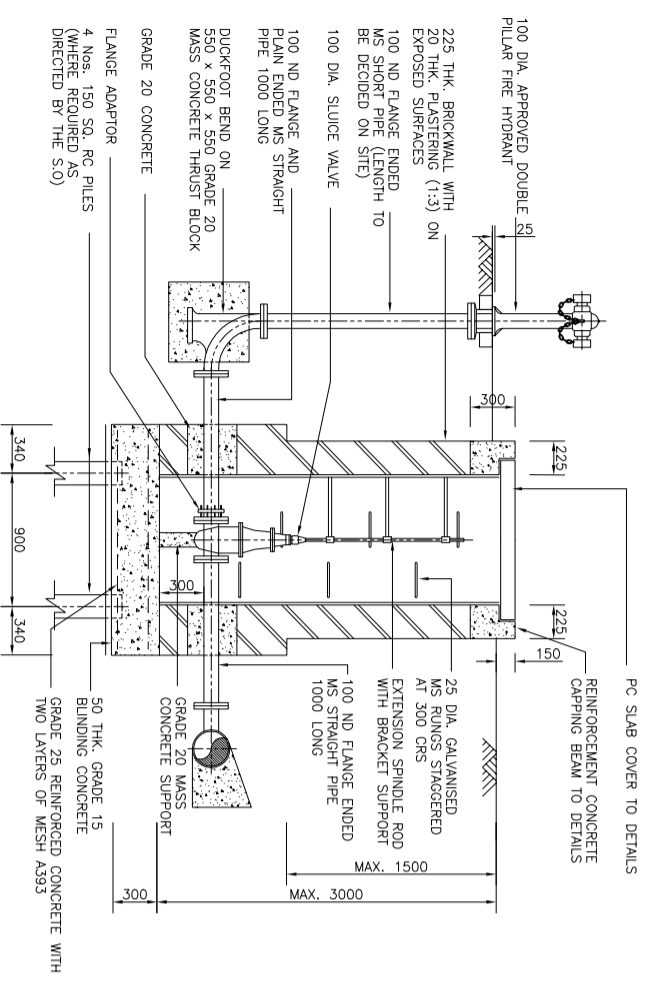 100 DIA. APPROVED DOUBLE
PILLAR FIRE HYDRANT
225 THK. BRICKWALL WITH
20 THK. PLASTERING (1:3) ON
EXPOSED SURFACES
100 ND FLANGE ENDED
MS SHORT PIPE (LENGTH TO
BE DECIDED ON SITE)
100 DIA. SLUICE VALVE
100 ND FLANGE AND
PLAIN ENDED MS STRAIGHT
PIPE 1000 LONG
DUCKFOOT BEND ON
550 x 550 x 550 GRADE 20
MASS CONCRETE THRUST BLOCK
GRADE 20 CONCRETE
FLANGE ADAPTOR
4 Nos. 150 SQ. RC PILES
(WHERE REQUIRED AS
DIRECTED BY THE S.O)
25
300
225
225
150
300
340
900
340
PC SLAB COVER TO DETAILS
REINFORCEMENT CONCRETE
CAPPING BEAM TO DETAILS
25 DIA. GALVANISED
MS RUNGS STAGGERED
AT 300 CRS
EXTENSION SPINDLE ROD
WITH BRACKET SUPPORT
100 ND FLANGE ENDED
MS STRAIGHT PIPE
1000 LONG
GRADE 20 MASS
CONCRETE SUPPORT
50 THK. GRADE 15
BLINDING CONCRETE
GRADE 25 REINFORCED CONCRETE WITH
TWO LAYERS OF MESH A393
MAX. 1500
MAX. 3000
300